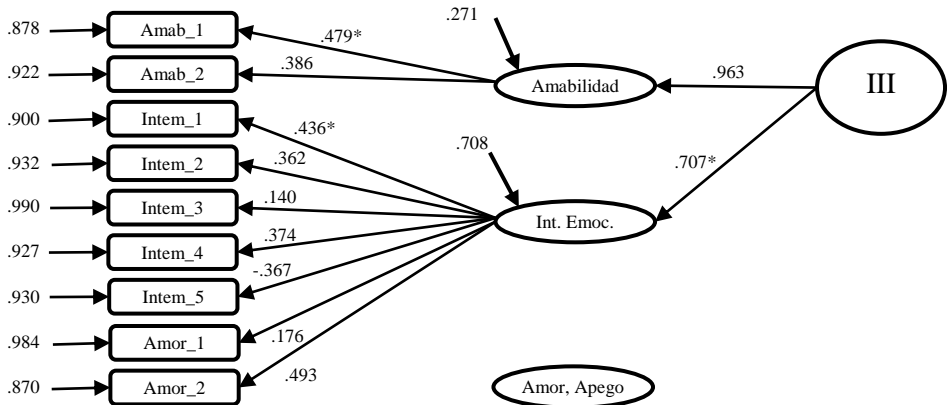 .878 Amab_1 .479* .271
.922 Amab_2 .386 Amabilidad .963 III
.900 Intem_1 .436*
.932 Intem_2 .362 .708 .707*
.990 Intem_3 .140 Int. Emoc.
.927 Intem_4 .374
.930 Intem_5 -.367
.984 Amor_1 .176
.870 Amor_2 .493 Amor, Apego